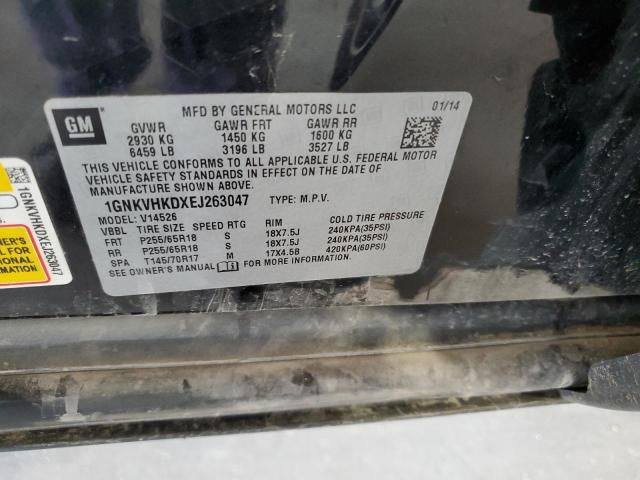 GM
MFD BY GENERAL MOTORS LLC 01/14
GVWR GAWR FRT GAWR RR
2930 KG 1450 KG 1600 KG
6459 LB 3196 LB 3527 LB
THIS VEHICLE CONFORMS TO ALL APPLICABLE U.S. FEDERAL MOTOR
VEHICLE SAFETY STANDARDS IN EFFECT ON THE DATE OF
MANUFACTURE SHOWN ABOVE.
1GNKVHKDXEJ263047 TYPE: M.P.V.
MODEL: V14526
VBBL TIRE SIZE SPEED RTG RIM COLD TIRE PRESSURE
FRT P255/65R18 S 18X7.5J 240KPA(35PSI)
RR P255/65R18 S 18X7.5J 240KPA(35PSI)
SPA T145/70R17 M 17X4.5B 420KPA(60PSI)
SEE OWNER'S MANUAL FOR MORE INFORMATION.
1GNKVHKDXEJ263047
OWNER'S
L FOR
MATION